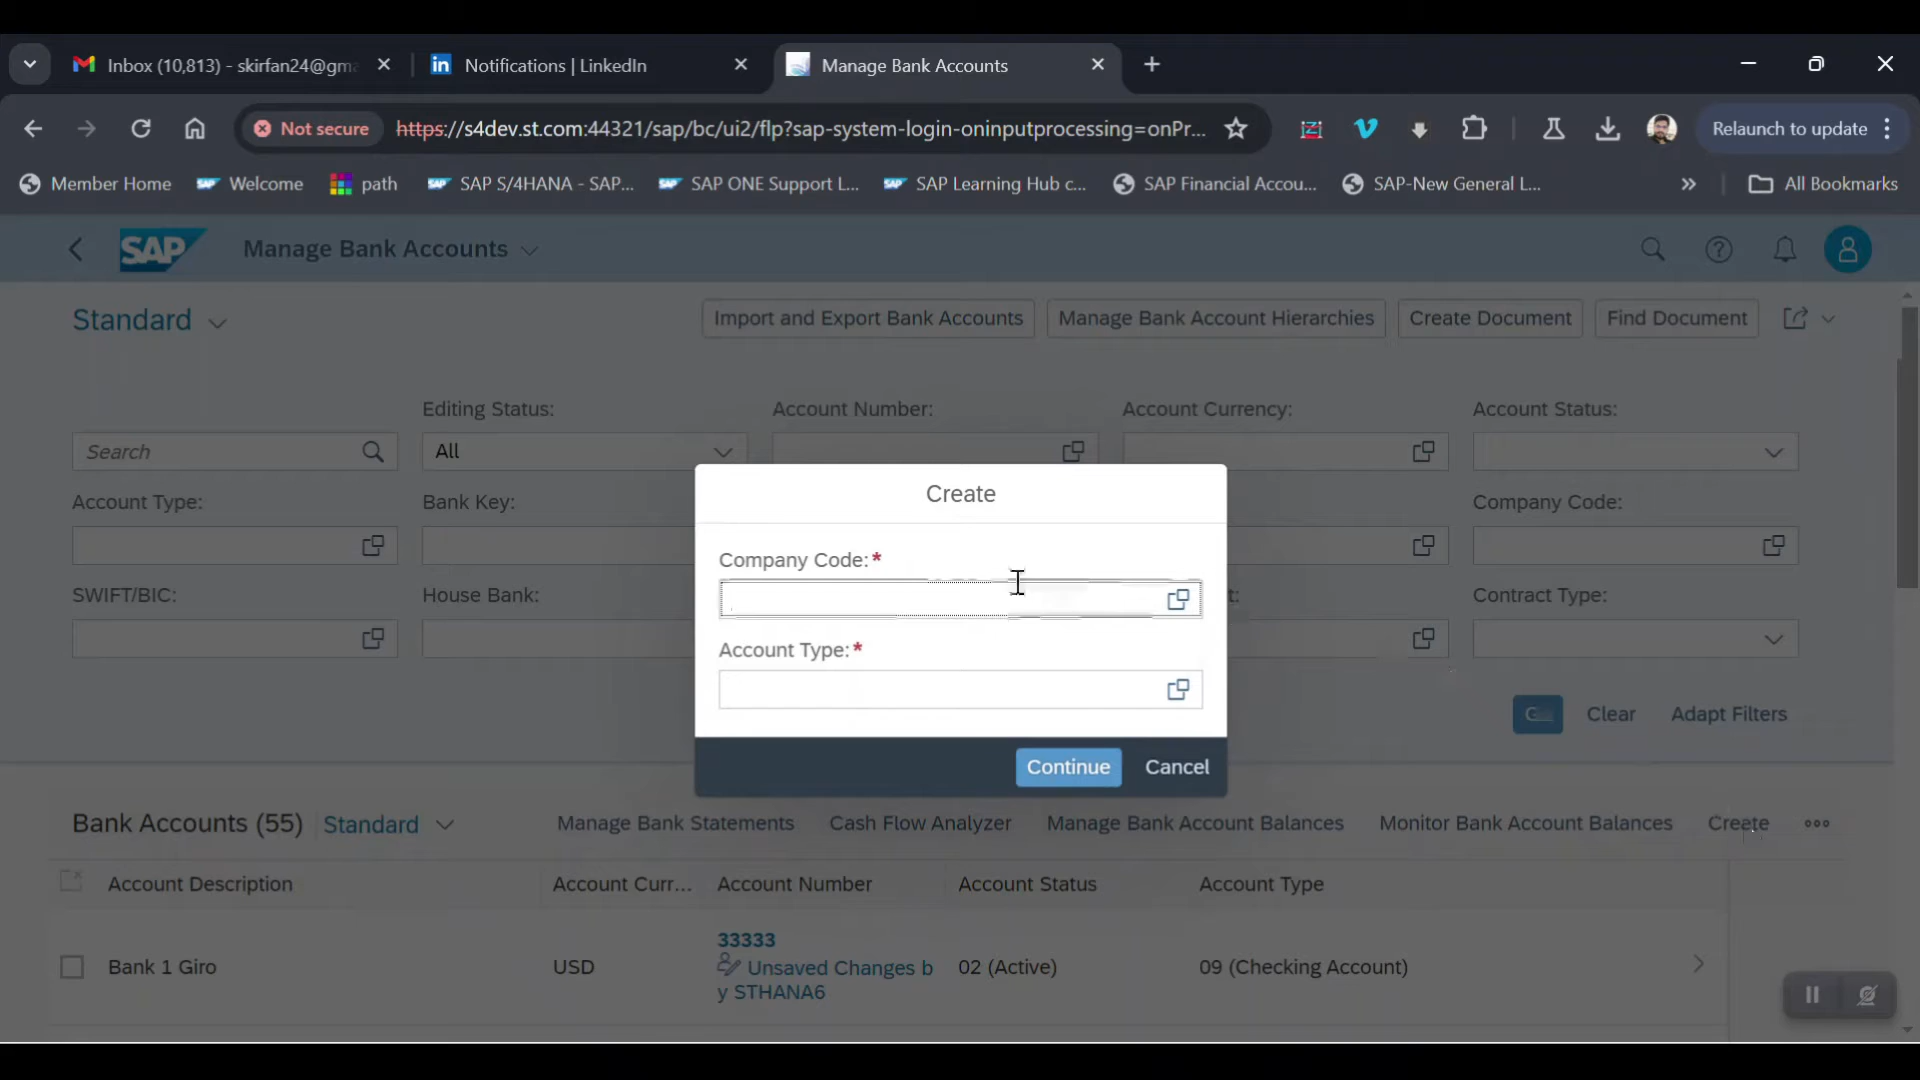 Inbox (10,813) - skirfan24@gma
Notifications | LinkedIn
Manage Bank Accounts
Not secure
https://s4dev.st.com:44321/sap/bc/ui2/flp?sap-system-login-oninputprocessing=onPr...
Relaunch to update
Member Home
Welcome
path
SAP S/4HANA - SAP...
SAP ONE Support L...
SAP Learning Hub c...
SAP Financial Accou...
SAP-New General L...
All Bookmarks
SAP
Manage Bank Accounts
Standard
Import and Export Bank Accounts
Manage Bank Account Hierarchies
Create Document
Find Document
Editing Status:
Account Number:
Account Currency:
Account Status:
Search
All
Create
Account Type:
Bank Key:
Company Code:
Company Code:*
SWIFT/BIC:
House Bank:
Contract Type:
Account Type:*
Clear
Adapt Filters
Continue
Cancel
Bank Accounts (55)
Standard
Manage Bank Statements
Cash Flow Analyzer
Manage Bank Account Balances
Monitor Bank Account Balances
Create
Account Description
Account Curr...
Account Number
Account Status
Account Type
Bank 1 Giro
USD
33333
Unsaved Changes b
y STHANA6
02 (Active)
09 (Checking Account)